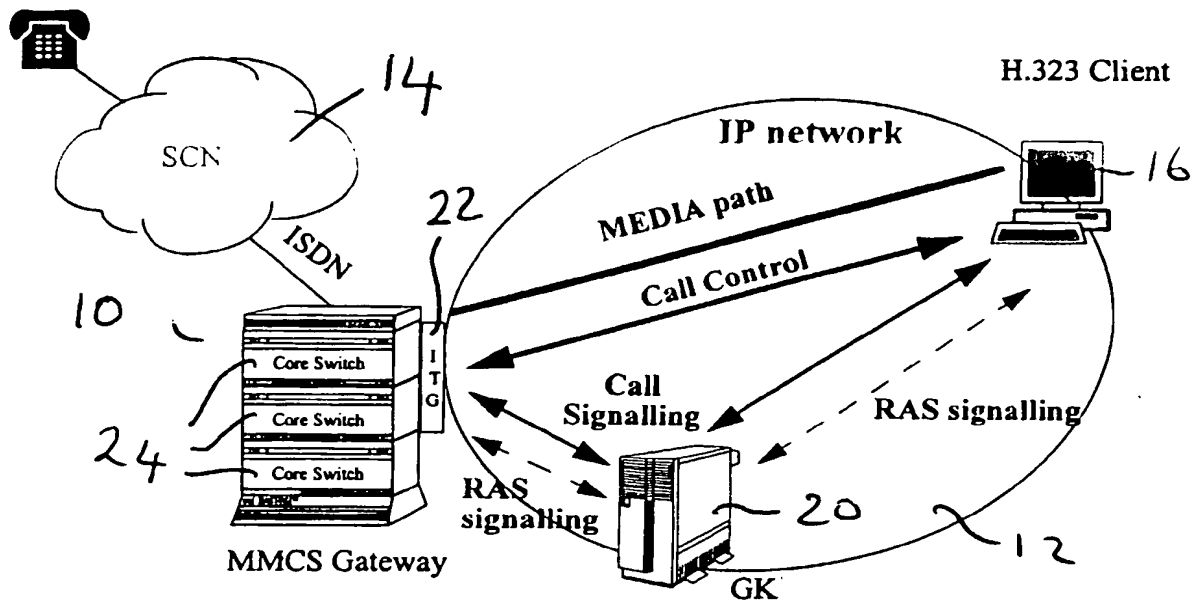 14
H.323 Client
SCN
IP network
16
22
MEDIA path
ISDN
Call Control
10
ITG
Core Switch
Call
Signalling
Core Switch
RAS signalling
24
Core Switch
RAS
signalling
20
12
MMCS Gateway
GK